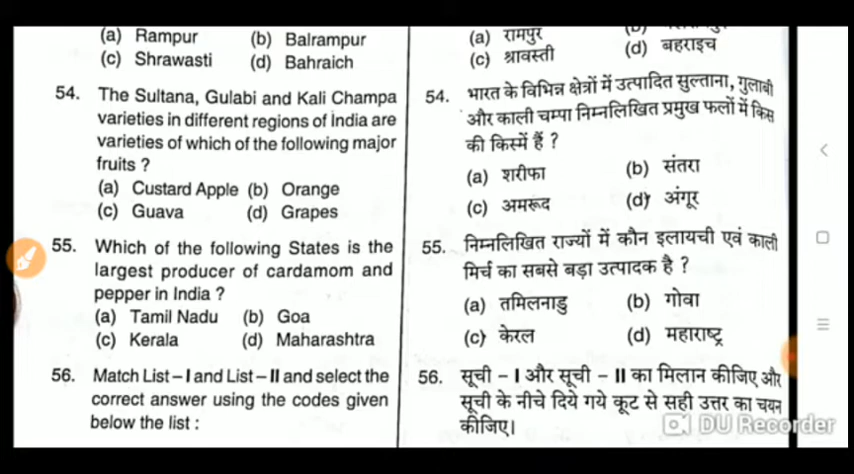 (a) Rampur (b) Balrampur
(c) Shrawasti (d) Bahraich
54. The Sultana, Gulabi and Kali Champa
varieties in different regions of India are
varieties of which of the following major
fruits ?
(a) Custard Apple (b) Orange
(c) Guava (d) Grapes
55. Which of the following States is the
largest producer of cardamom and
pepper in India ?
(a) Tamil Nadu (b) Goa
(c) Kerala (d) Maharashtra
56. Match List – I and List – II and select the
correct answer using the codes given
below the list :
(a) रामपुर (b)
(c) श्रावस्ती (d) बहराइच
54. भारत के विभिन्न क्षेत्रों में उत्पादित सुल्ताना, गुलाबी
और काली चम्पा निम्नलिखित प्रमुख फलों में किस
की किस्में हैं ?
(a) शरीफा (b) संतरा
(c) अमरूद (d) अंगूर
55. निम्नलिखित राज्यों में कौन इलायची एवं काली
मिर्च का सबसे बड़ा उत्पादक है ?
(a) तमिलनाडु (b) गोवा
(c) केरल (d) महाराष्ट्र
56. सूची – I और सूची – II का मिलान कीजिए और
सूची के नीचे दिये गये कूट से सही उत्तर का चयन
कीजिए।
DU Recorder